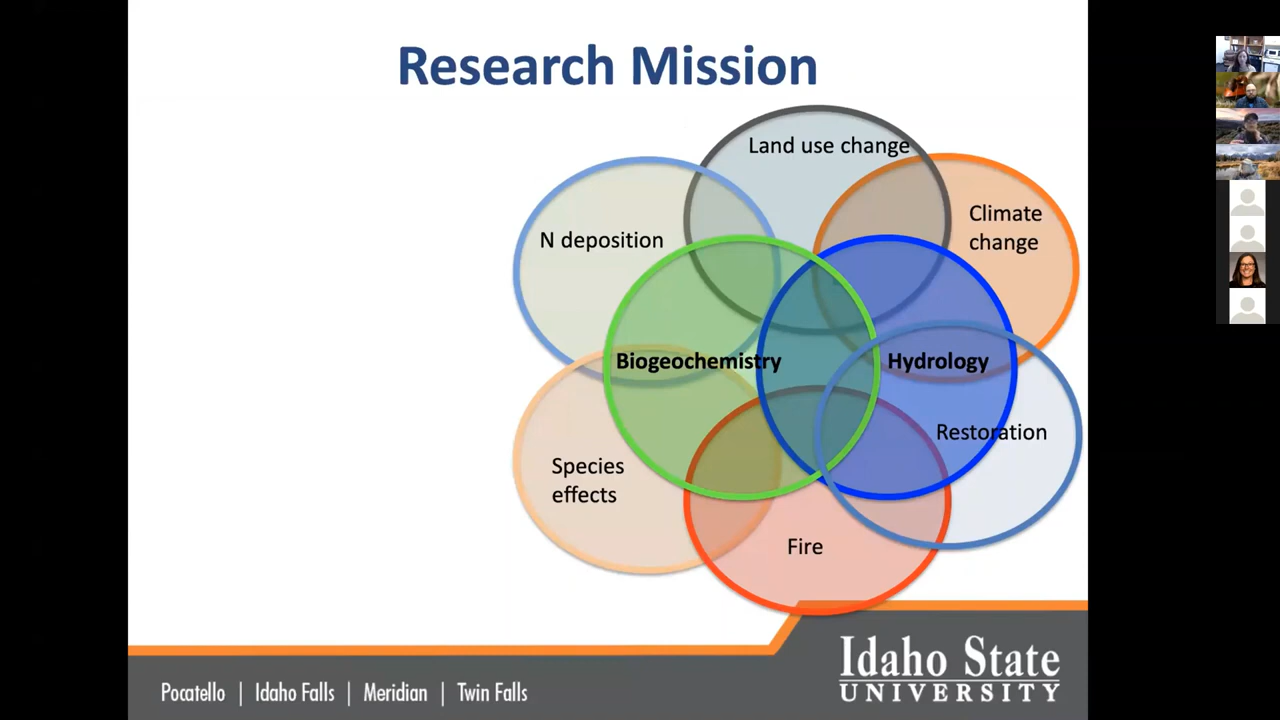 Research Mission
Land use change
Climate
change
N deposition
Biogeochemistry
Hydrology
Restoration
Species
effects
Fire
Idaho State
UNIVERSITY
Pocatello | Idaho Falls | Meridian | Twin Falls